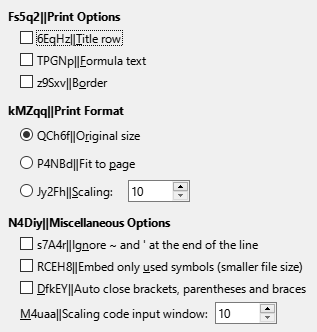 Fs5q2||Print Options
6EqHz||Title row
TPGNp||Formula text
z9Sxv||Border
kMZqq||Print Format
QCh6f||Original size
P4NBd||Fit to page
Jy2Fh||Scaling: 10
N4Diy||Miscellaneous Options
s7A4r||Ignore ~ and ' at the end of the line
RCEH8||Embed only used symbols (smaller file size)
DfkEY||Auto close brackets, parentheses and braces
M4uaa||Scaling code input window: 10